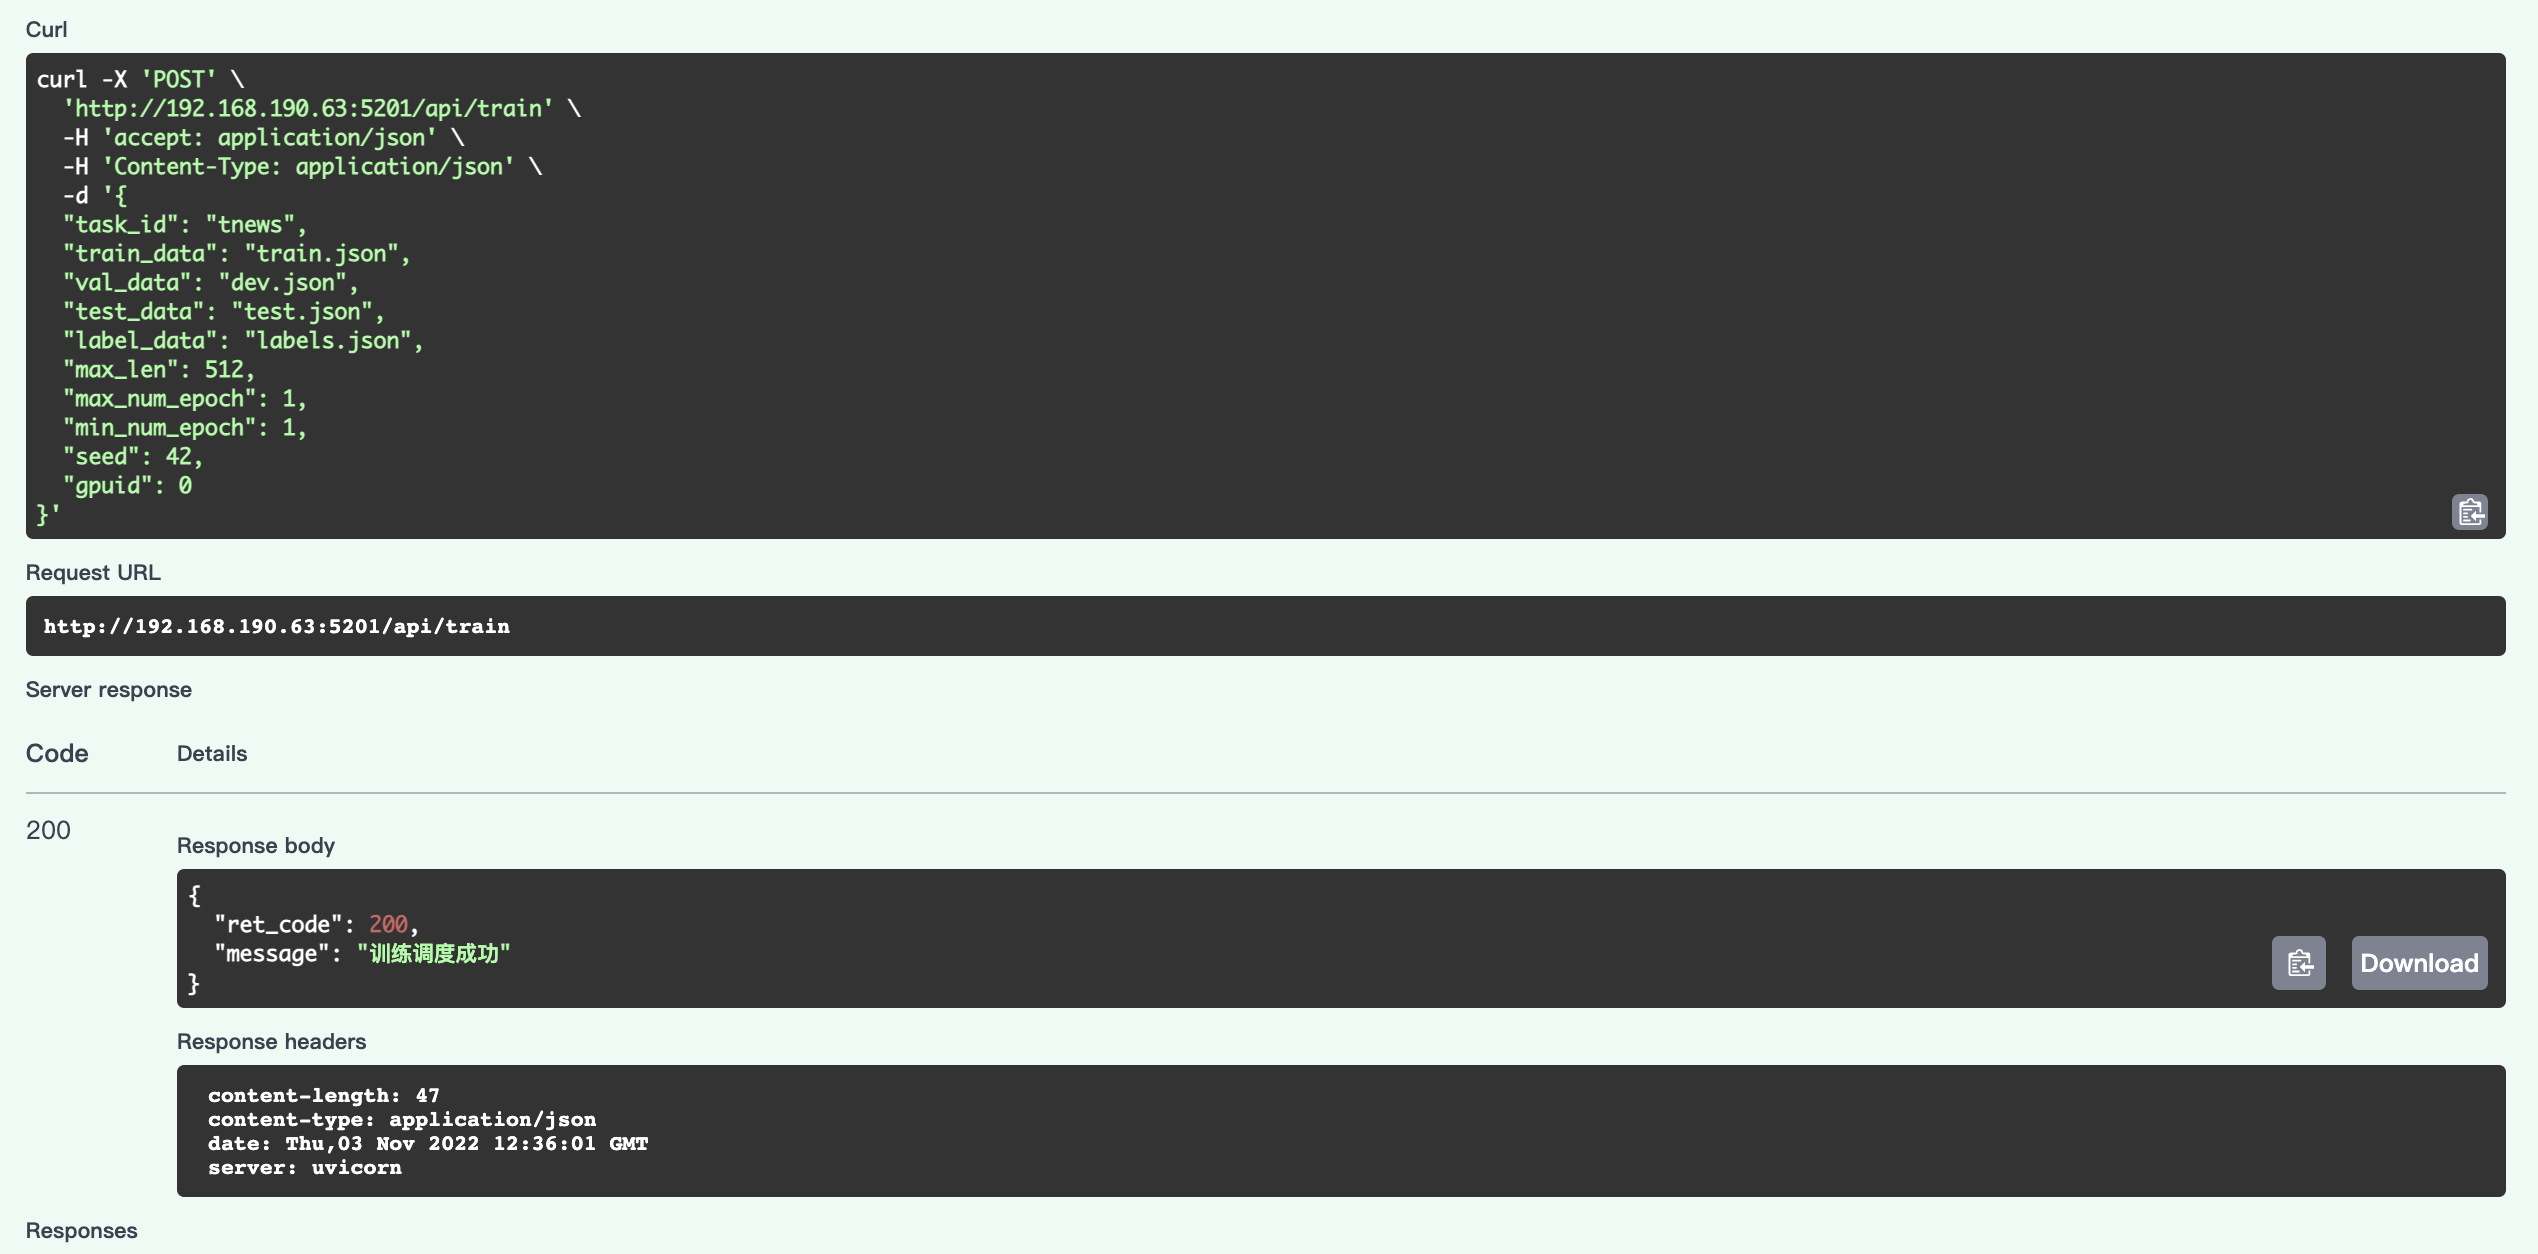 Curl
curl -X 'POST' \
  'http://192.168.190.63:5201/api/train' \
  -H 'accept: application/json' \
  -H 'Content-Type: application/json' \
  -d '{
  "task_id": "tnews",
  "train_data": "train.json",
  "val_data": "dev.json",
  "test_data": "test.json",
  "label_data": "labels.json",
  "max_len": 512,
  "max_num_epoch": 1,
  "min_num_epoch": 1,
  "seed": 42,
  "gpuid": 0
}'
Request URL
http://192.168.190.63:5201/api/train
Server response
Code Details
200
Response body
{
  "ret_code": 200,
  "message": "训练调度成功"
}
Download
Response headers
content-length: 47
content-type: application/json
date: Thu,03 Nov 2022 12:36:01 GMT
server: uvicorn
Responses